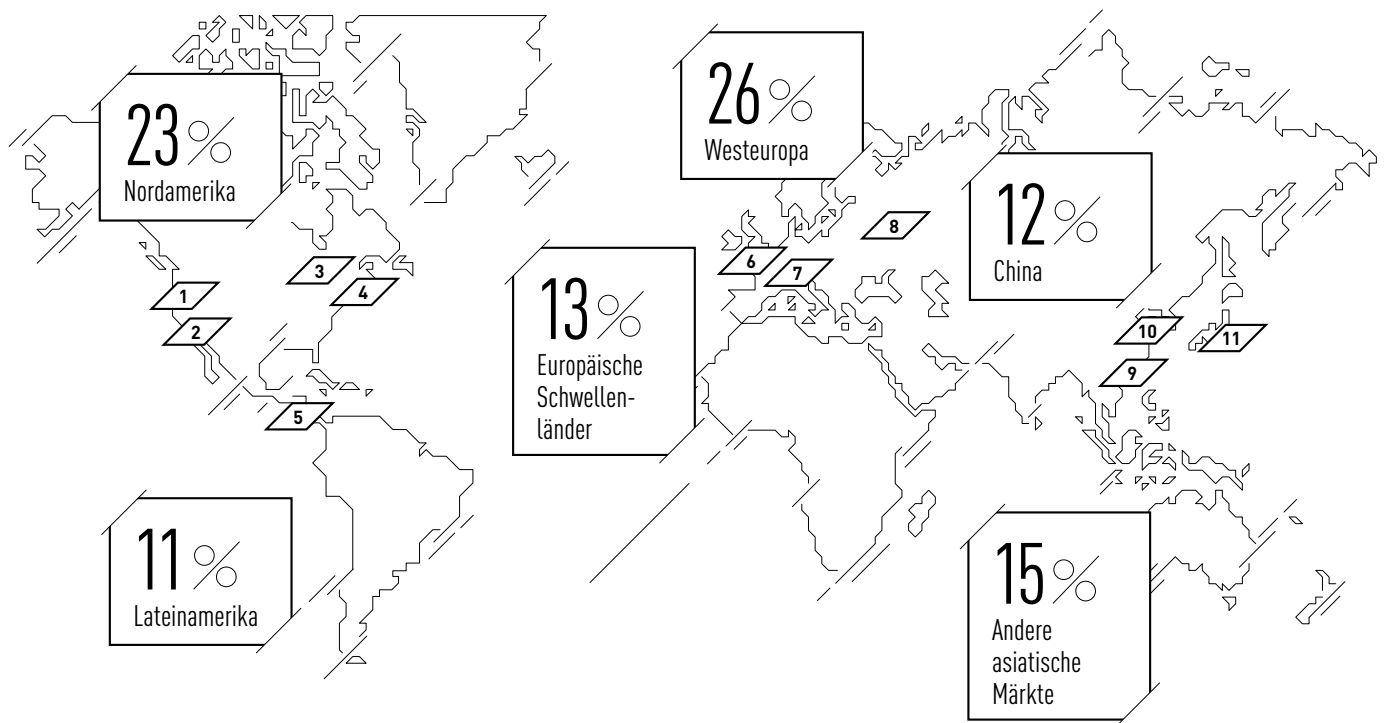 23 %
Nordamerika
26 %
Westeuropa
12 %
China
13 %
Europäische
Schwellen-
länder
11 %
Lateinamerika
15 %
Andere
asiatische
Märkte
1
2
3
4
5
6
7
8
9
10
11